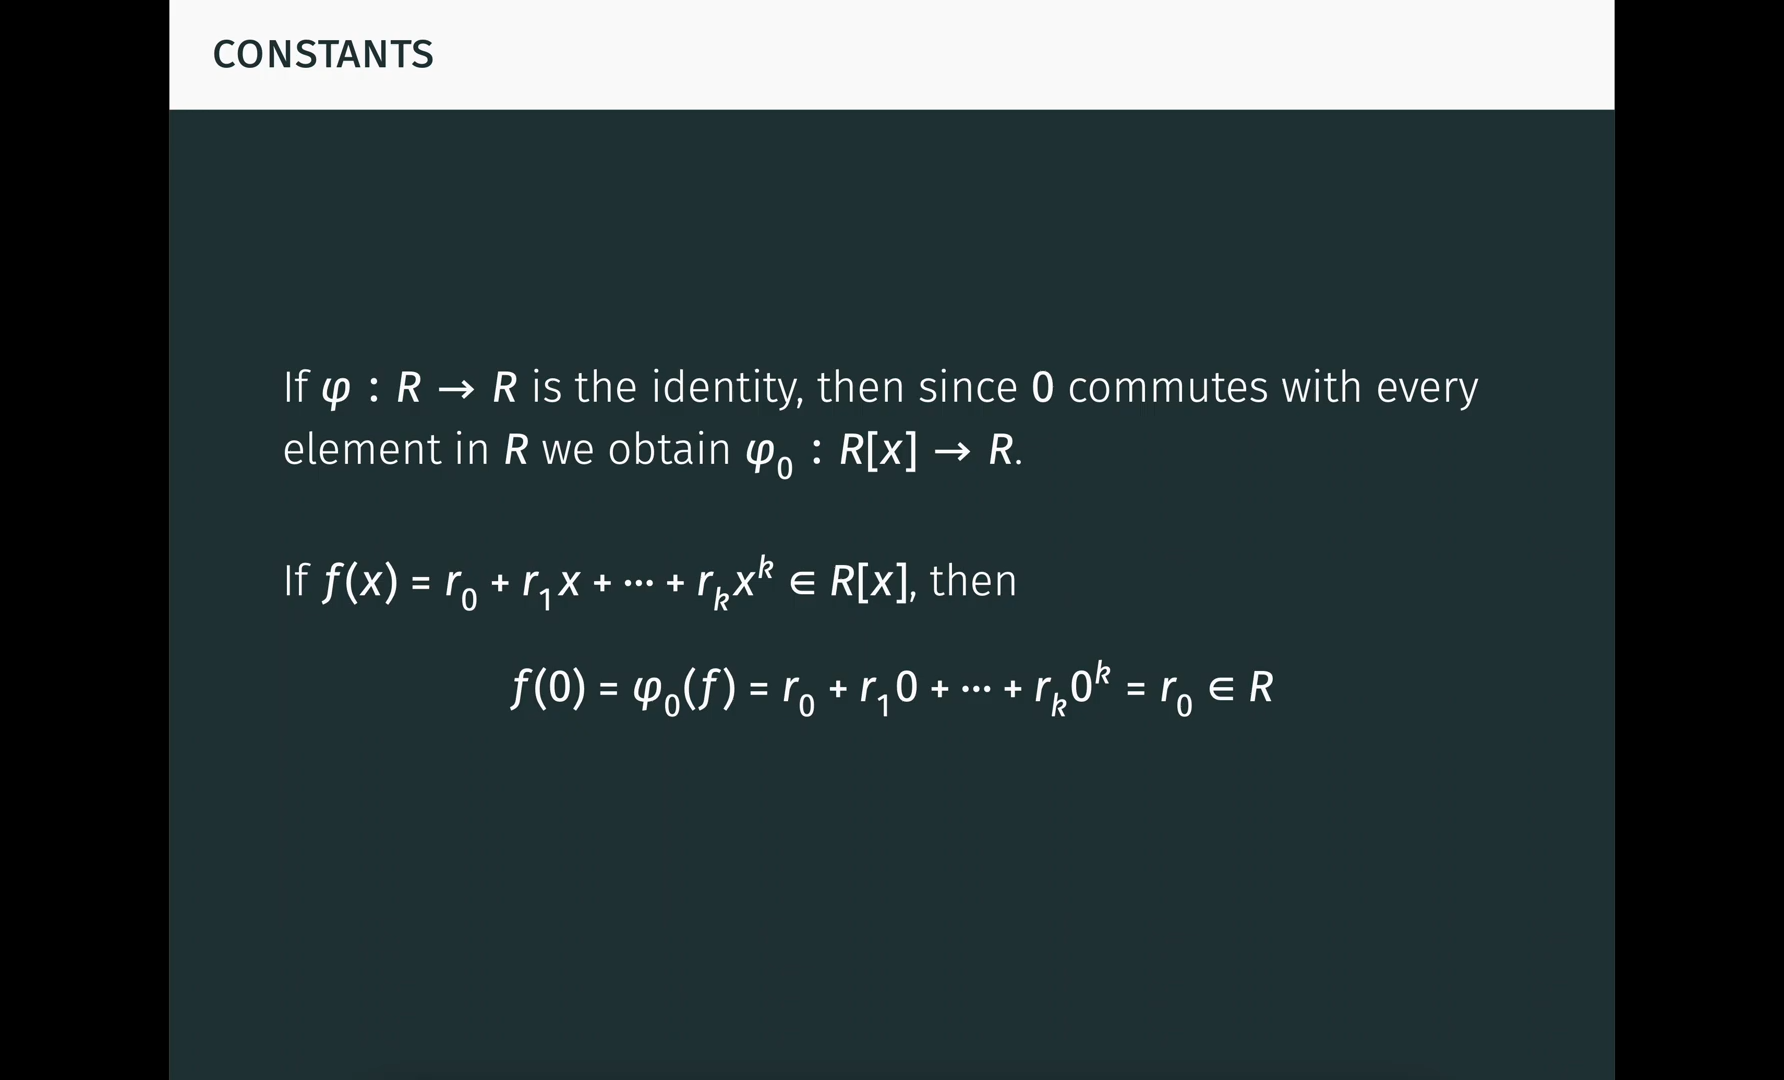 CONSTANTS
If φ : R → R is the identity, then since 0 commutes with every
element in R we obtain φ₀ : R[x] → R.
If f(x) = r₀ + r₁x + ··· + rₖxᵏ ∈ R[x], then
f(0) = φ₀(f) = r₀ + r₁0 + ··· + rₖ0ᵏ = r₀ ∈ R